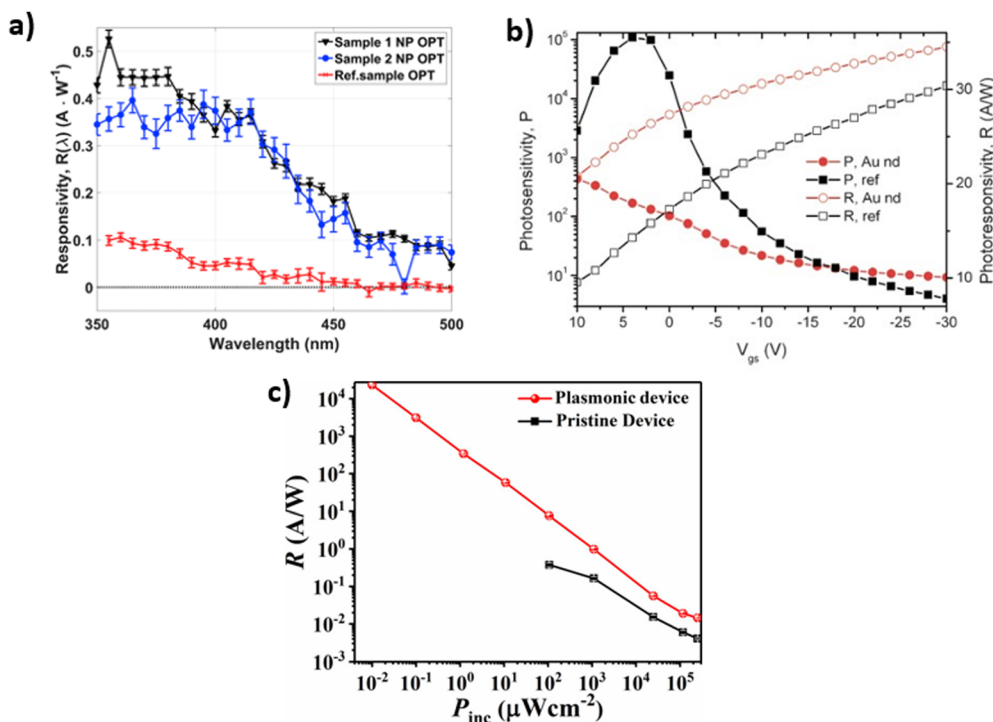 a)
Responsivity, R(λ) (A · W⁻¹)
0.5
0.4
0.3
0.2
0.1
0
350
400
450
500
Wavelength (nm)
Sample 1 NP OPT
Sample 2 NP OPT
Ref.sample OPT
b)
Photosensitivity, P
10⁵
10⁴
10³
10²
10¹
10
5
0
-5
-10
-15
-20
-25
-30
V_gs (V)
P, Au nd
P, ref
R, Au nd
R, ref
30
20
10
Photoresponsivity, R (A/W)
c)
R (A/W)
10⁴
10³
10²
10¹
10⁰
10⁻¹
10⁻²
10⁻³
10⁻²
10⁻¹
10⁰
10¹
10²
10³
10⁴
10⁵
P_inc (μWcm⁻²)
Plasmonic device
Pristine Device